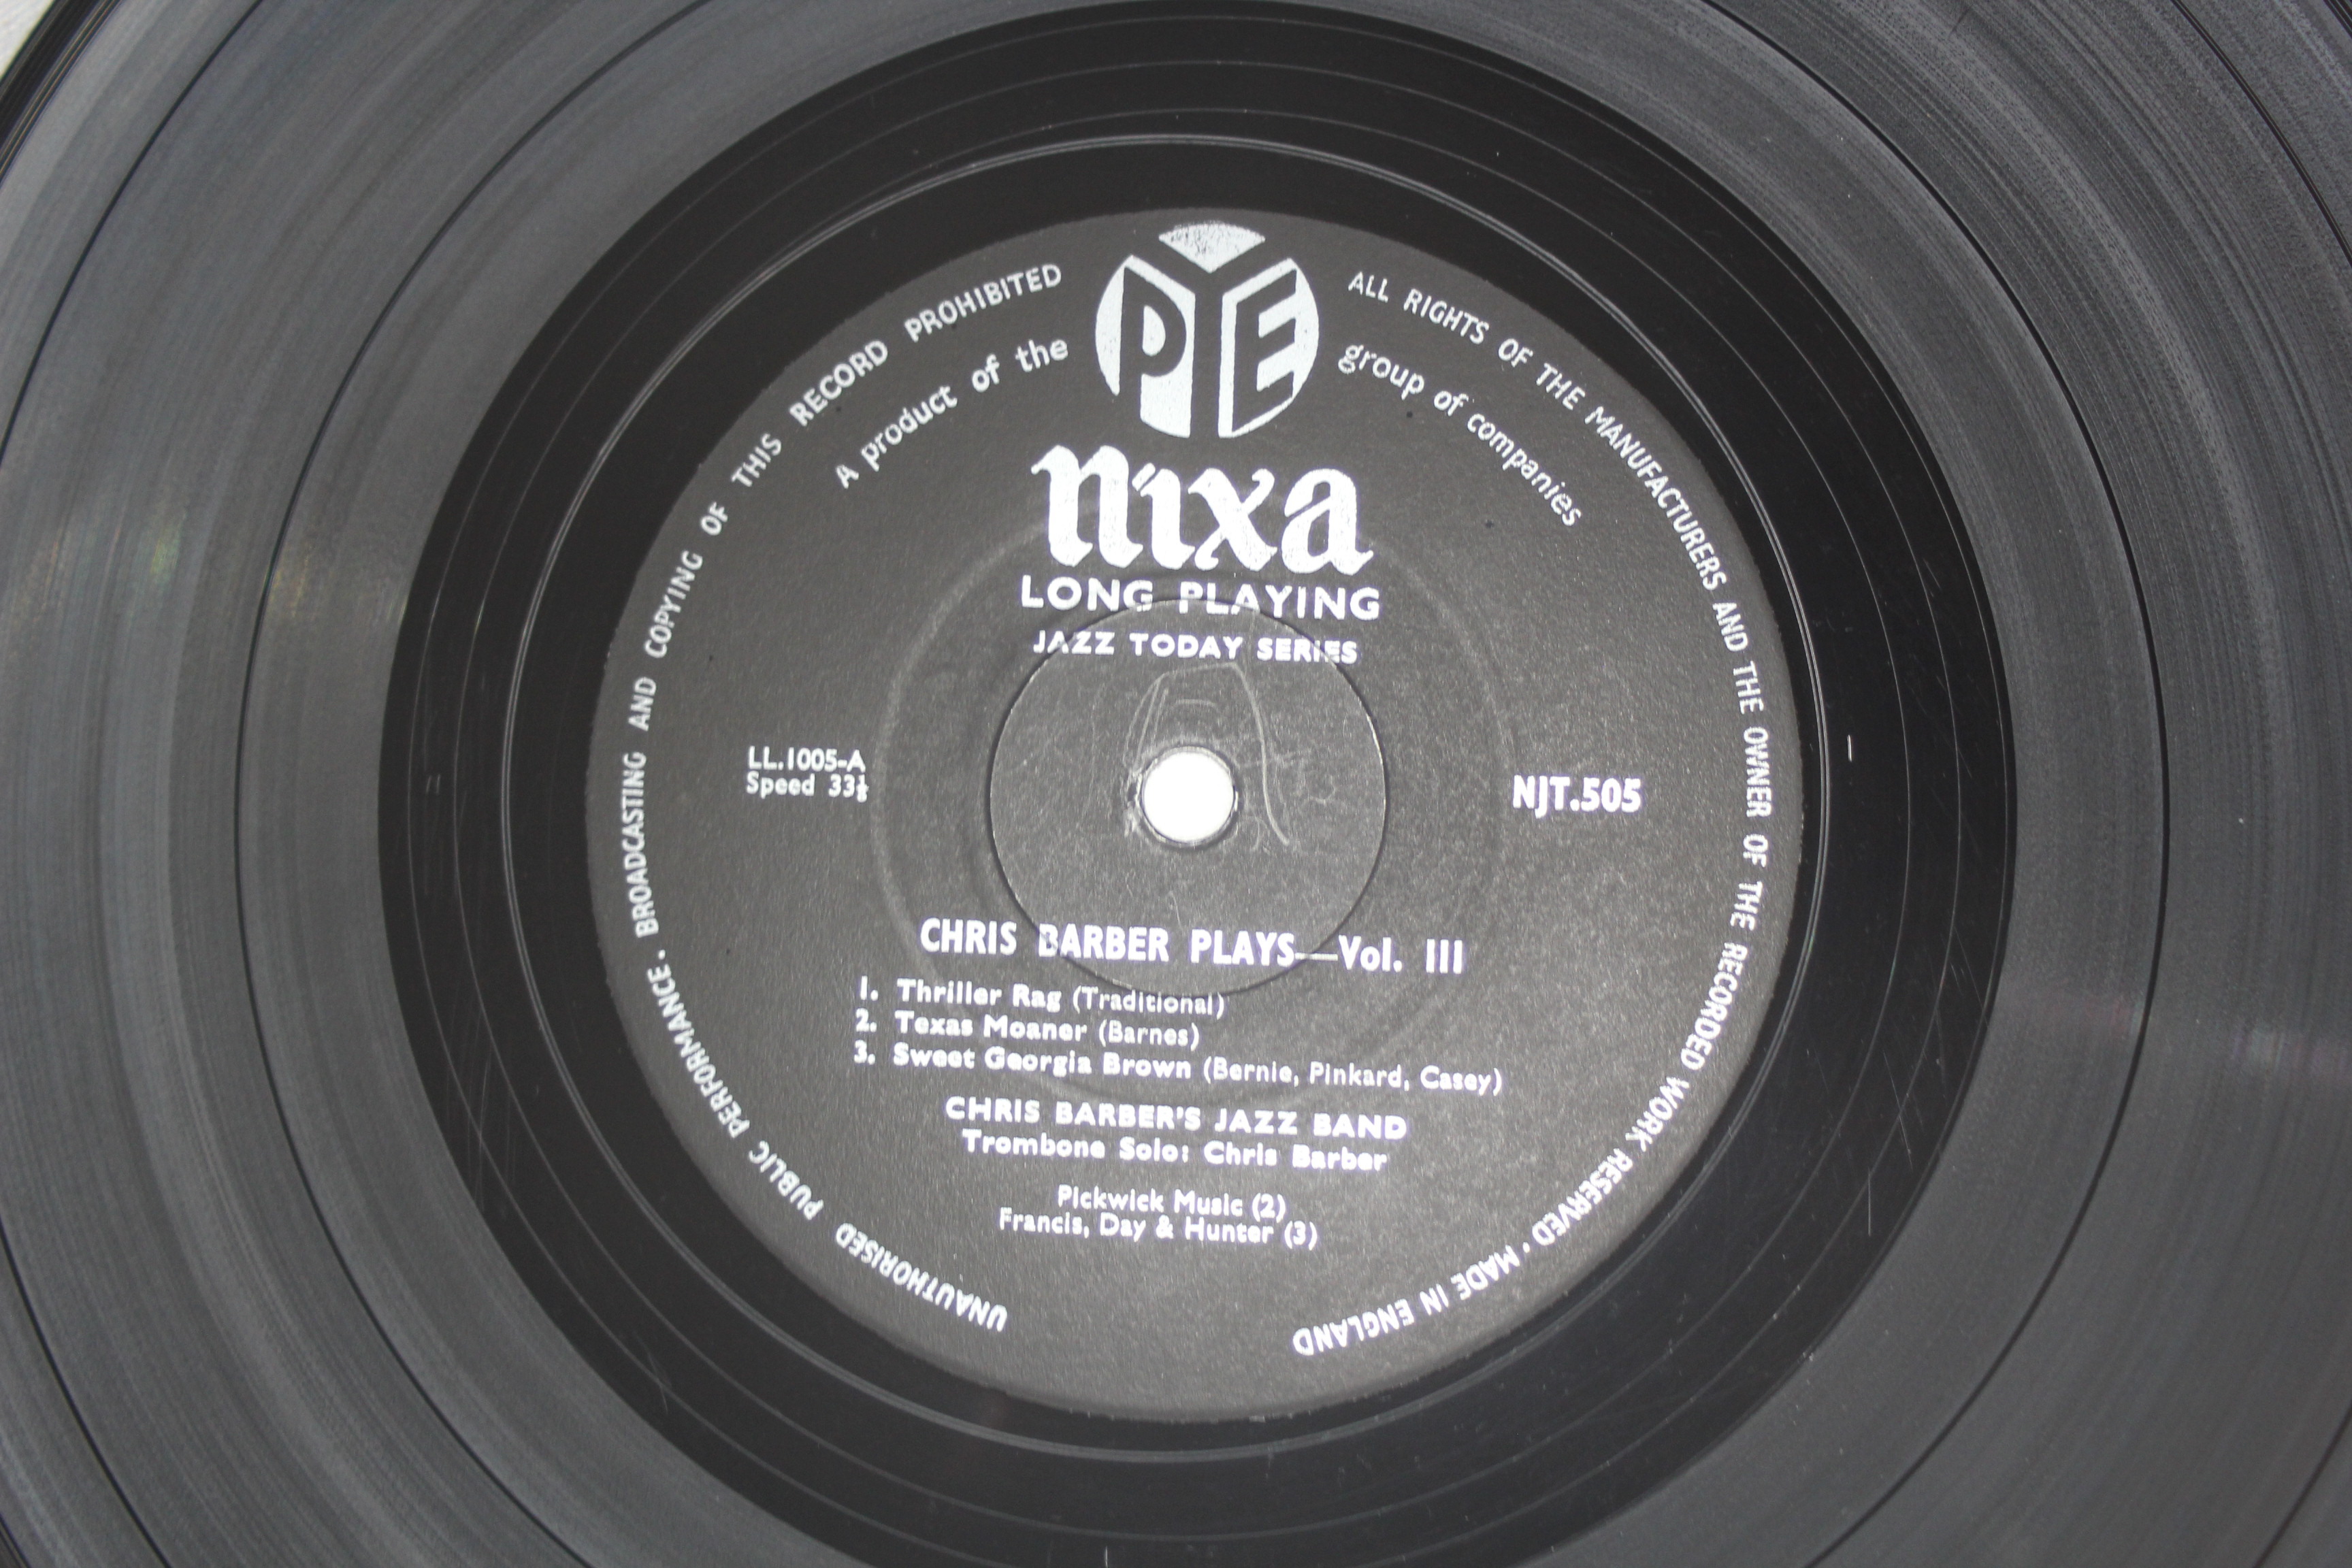 UNAUTHORISED PUBLIC PERFORMANCE. BROADCASTING AND COPYING OF THIS RECORD PROHIBITED
ALL RIGHTS OF THE MANUFACTURERS AND THE OWNER OF THE RECORDED WORK RESERVED · MADE IN ENGLAND
A product of the PYE group of companies
nixa
LONG PLAYING
JAZZ TODAY SERIES
LL.1005-A
Speed 33⅓
NJT.505
CHRIS BARBER PLAYS—Vol. III
1. Thriller Rag (Traditional)
2. Texas Moaner (Barnes)
3. Sweet Georgia Brown (Bernie, Pinkard, Casey)
CHRIS BARBER'S JAZZ BAND
Trombone Solo: Chris Barber
Pickwick Music (2)
Francis, Day & Hunter (3)